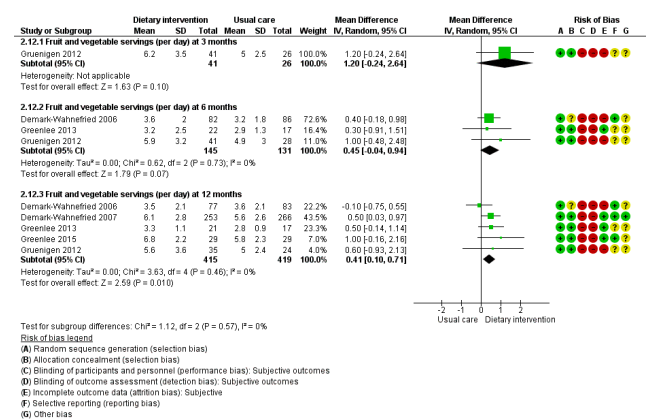 Dietary intervention Usual care Mean Difference Mean Difference Risk of Bias
Study or Subgroup Mean SD Total Mean SD Total Weight IV, Random, 95% CI IV, Random, 95% CI A B C D E F G
2.12.1 Fruit and vegetable servings (per day) at 3 months
Gruenigen 2012 6.2 3.5 41 5 2.5 26 100.0% 1.20 [-0.24, 2.64]
Subtotal (95% CI) 41 26 100.0% 1.20 [-0.24, 2.64]
Heterogeneity: Not applicable
Test for overall effect: Z = 1.63 (P = 0.10)
2.12.2 Fruit and vegetable servings (per day) at 6 months
Demark-Wahnefried 2006 3.6 2 82 3.2 1.8 86 72.6% 0.40 [-0.18, 0.98]
Greenlee 2013 3.2 2.5 22 2.9 1.3 17 16.4% 0.30 [-0.91, 1.51]
Gruenigen 2012 5.9 3.2 41 4.9 3 28 11.0% 1.00 [-0.48, 2.48]
Subtotal (95% CI) 145 131 100.0% 0.45 [-0.04, 0.94]
Heterogeneity: Tau² = 0.00; Chi² = 0.62, df = 2 (P = 0.73); I² = 0%
Test for overall effect: Z = 1.79 (P = 0.07)
2.12.3 Fruit and vegetable servings (per day) at 12 months
Demark-Wahnefried 2006 3.5 2.1 77 3.6 2.1 83 22.2% -0.10 [-0.75, 0.55]
Demark-Wahnefried 2007 6.1 2.8 253 5.6 2.6 266 43.5% 0.50 [0.03, 0.97]
Greenlee 2013 3.3 1.1 21 2.8 0.9 17 23.3% 0.50 [-0.14, 1.14]
Greenlee 2015 6.8 2.2 29 5.8 2.3 29 7.0% 1.00 [-0.16, 2.16]
Gruenigen 2012 5.6 3.6 35 5 2.4 24 4.0% 0.60 [-0.93, 2.13]
Subtotal (95% CI) 415 419 100.0% 0.41 [0.10, 0.71]
Heterogeneity: Tau² = 0.00; Chi² = 3.63, df = 4 (P = 0.46); I² = 0%
Test for overall effect: Z = 2.59 (P = 0.010)
-2 -1 0 1 2
Usual care Dietary intervention
Test for subgroup differences: Chi² = 1.12, df = 2 (P = 0.57), I² = 0%
Risk of bias legend
(A) Random sequence generation (selection bias)
(B) Allocation concealment (selection bias)
(C) Blinding of participants and personnel (performance bias): Subjective outcomes
(D) Blinding of outcome assessment (detection bias): Subjective outcomes
(E) Incomplete outcome data (attrition bias): Subjective
(F) Selective reporting (reporting bias)
(G) Other bias